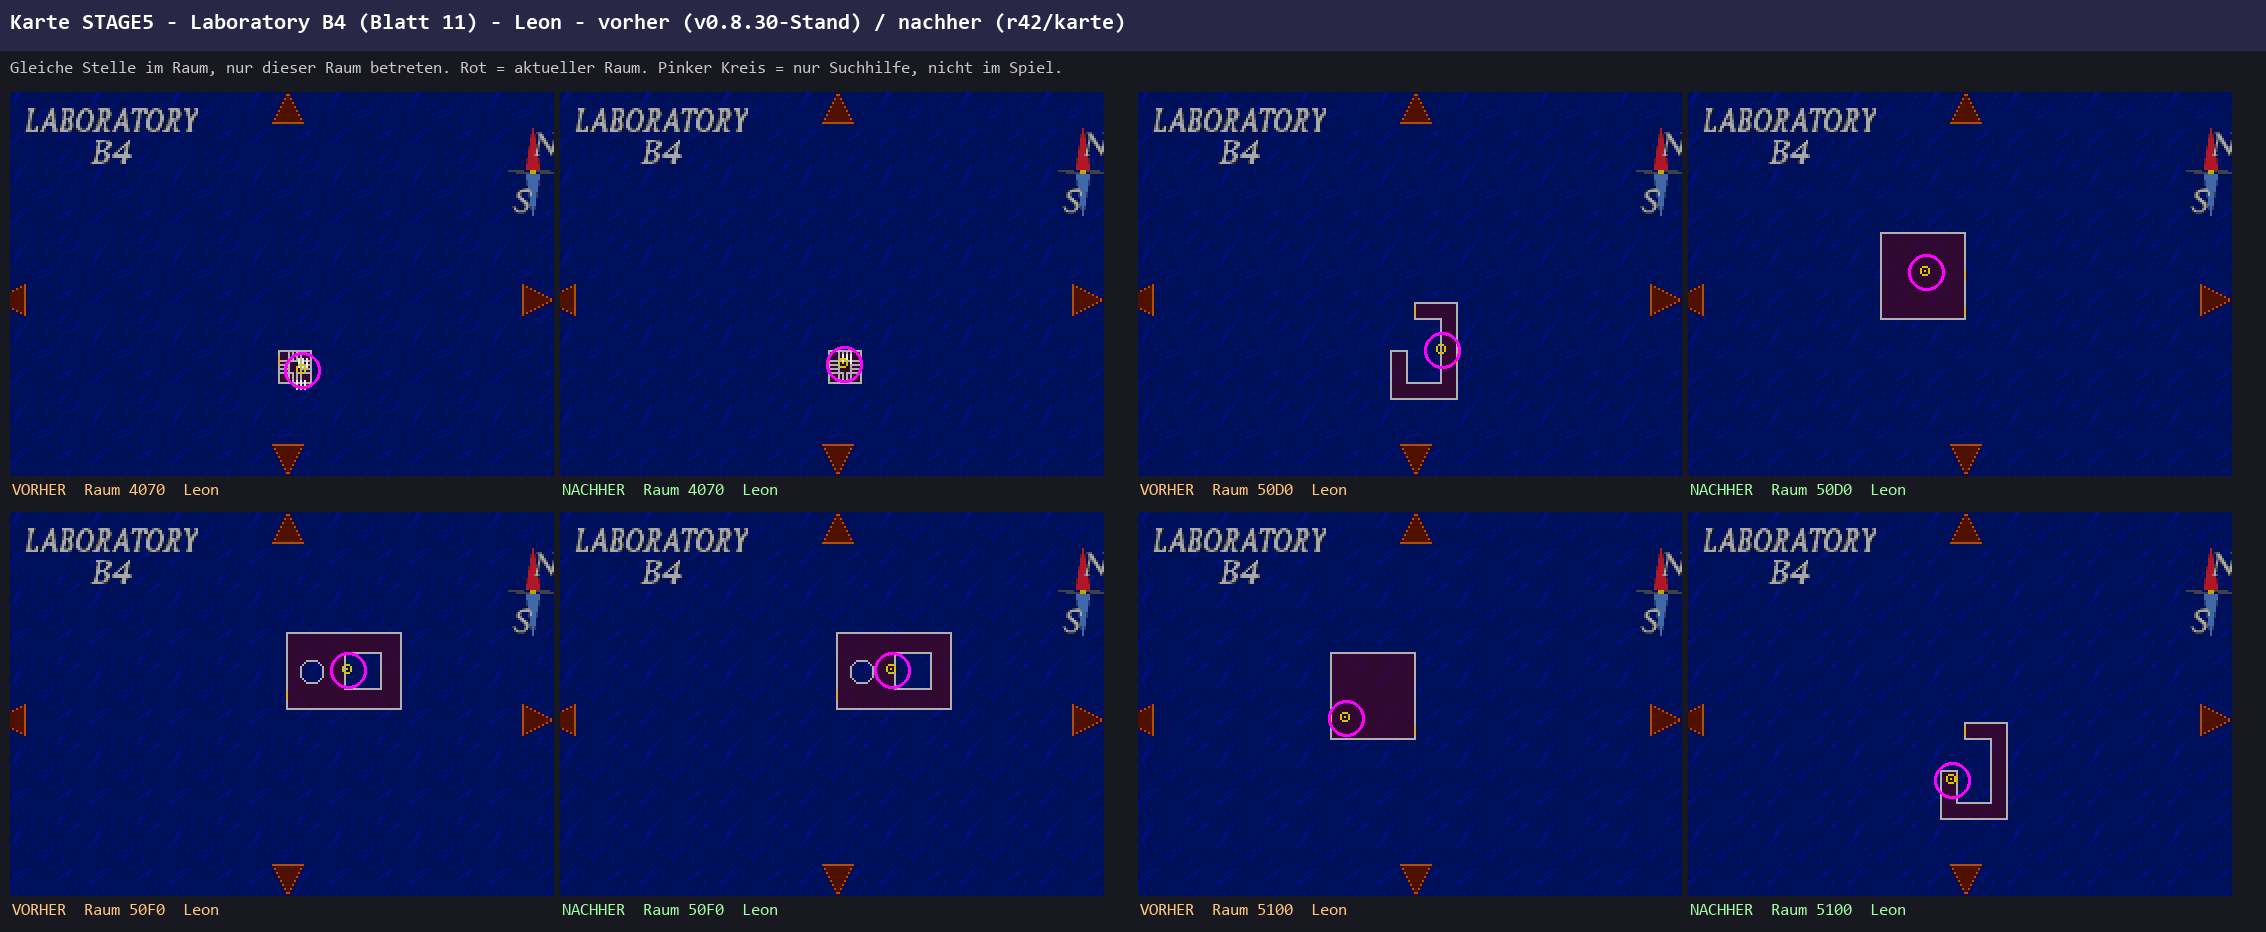 Karte STAGE5 - Laboratory B4 (Blatt 11) - Leon - vorher (v0.8.30-Stand) / nachher (r42/karte)
Gleiche Stelle im Raum, nur dieser Raum betreten. Rot = aktueller Raum. Pinker Kreis = nur Suchhilfe, nicht im Spiel.
LABORATORY
B4
N
S
VORHER Raum 4070 Leon
LABORATORY
B4
N
S
NACHHER Raum 4070 Leon
LABORATORY
B4
N
S
VORHER Raum 50D0 Leon
LABORATORY
B4
N
S
NACHHER Raum 50D0 Leon
LABORATORY
B4
N
S
VORHER Raum 50F0 Leon
LABORATORY
B4
N
S
NACHHER Raum 50F0 Leon
LABORATORY
B4
N
S
VORHER Raum 5100 Leon
LABORATORY
B4
N
S
NACHHER Raum 5100 Leon